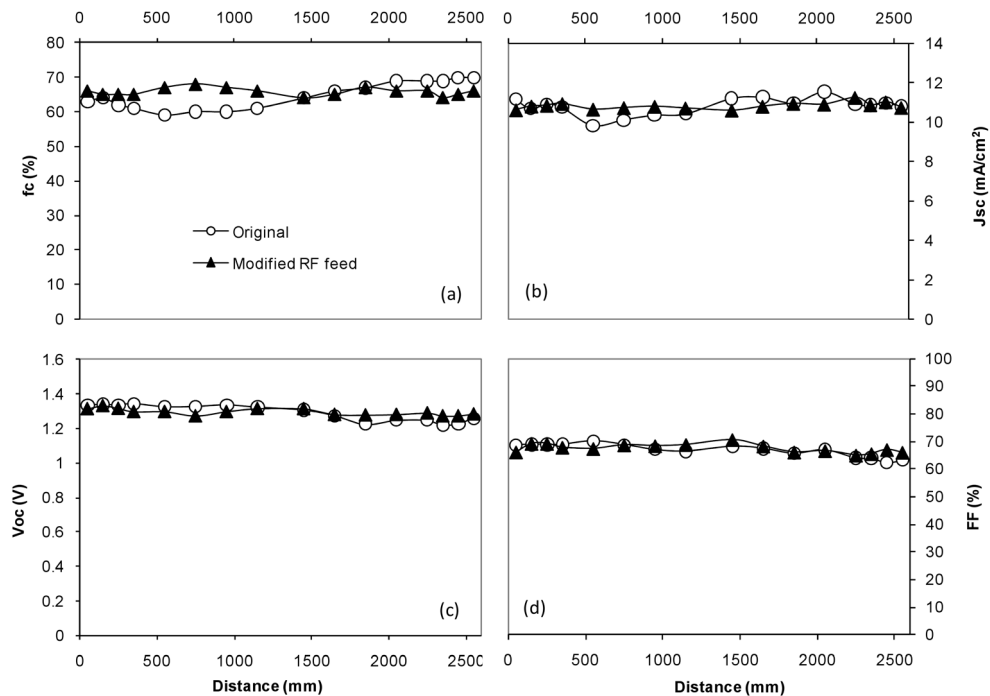 0 500 1000 1500 2000 2500
0 500 1000 1500 2000 2500
80
70
60
50
40
30
20
10
0
fc (%)
Original
Modified RF feed
(a)
14
12
10
8
6
4
2
0
Jsc (mA/cm²)
(b)
1.6
1.4
1.2
1
0.8
0.6
0.4
0.2
0
Voc (V)
(c)
100
90
80
70
60
50
40
30
20
10
0
FF (%)
(d)
0 500 1000 1500 2000 2500
0 500 1000 1500 2000 2500
Distance (mm)
Distance (mm)